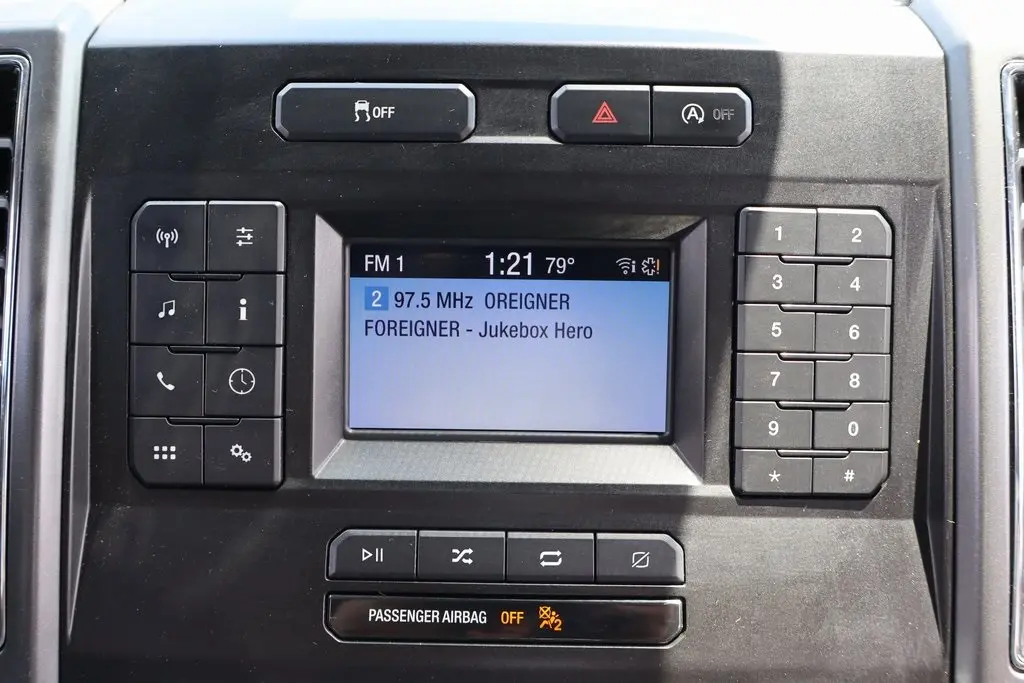 OFF
A OFF
FM 1 1:21 79°
2 97.5 MHz OREIGNER
FOREIGNER - Jukebox Hero
i
1 2
3 4
5 6
7 8
9 0
* #
PASSENGER AIRBAG OFF 2